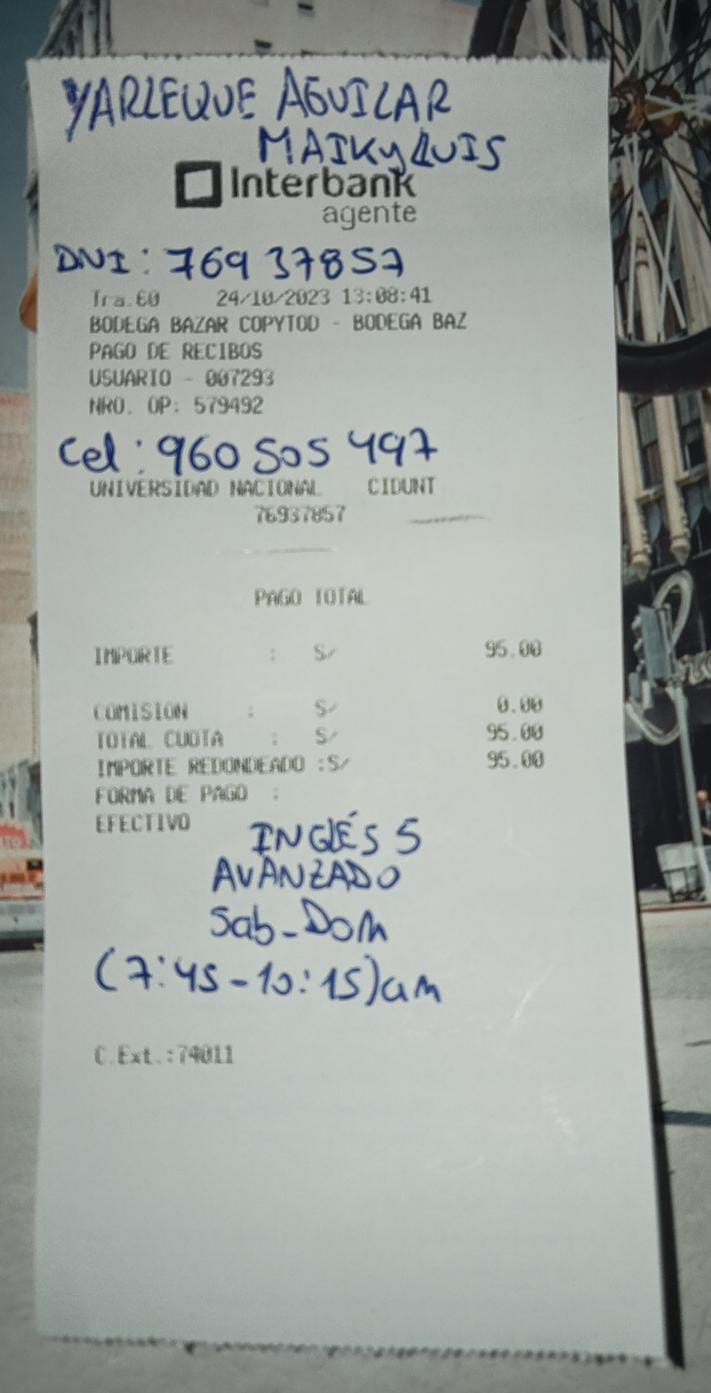 YARLEQUE AGUILAR
MAIKY LUIS
Interbank
agente
DNI: 76937857
Tra.60 24/10/2023 13:08:41
BODEGA BAZAR COPYTOD - BODEGA BAZ
PAGO DE RECIBOS
USUARIO - 007293
NRO. OP: 579492
Cel: 960 505 497
UNIVERSIDAD NACIONAL CIDUNT
76937857
PAGO TOTAL
IMPORTE : S/ 95.00
COMISION : S/ 0.00
TOTAL CUOTA : S/ 95.00
IMPORTE REDONDEADO :S/ 95.00
FORMA DE PAGO :
EFECTIVO
INGLÉS 5
AVANZADO
Sab-Dom
(7:45-10:15)am
C.Ext.:74011